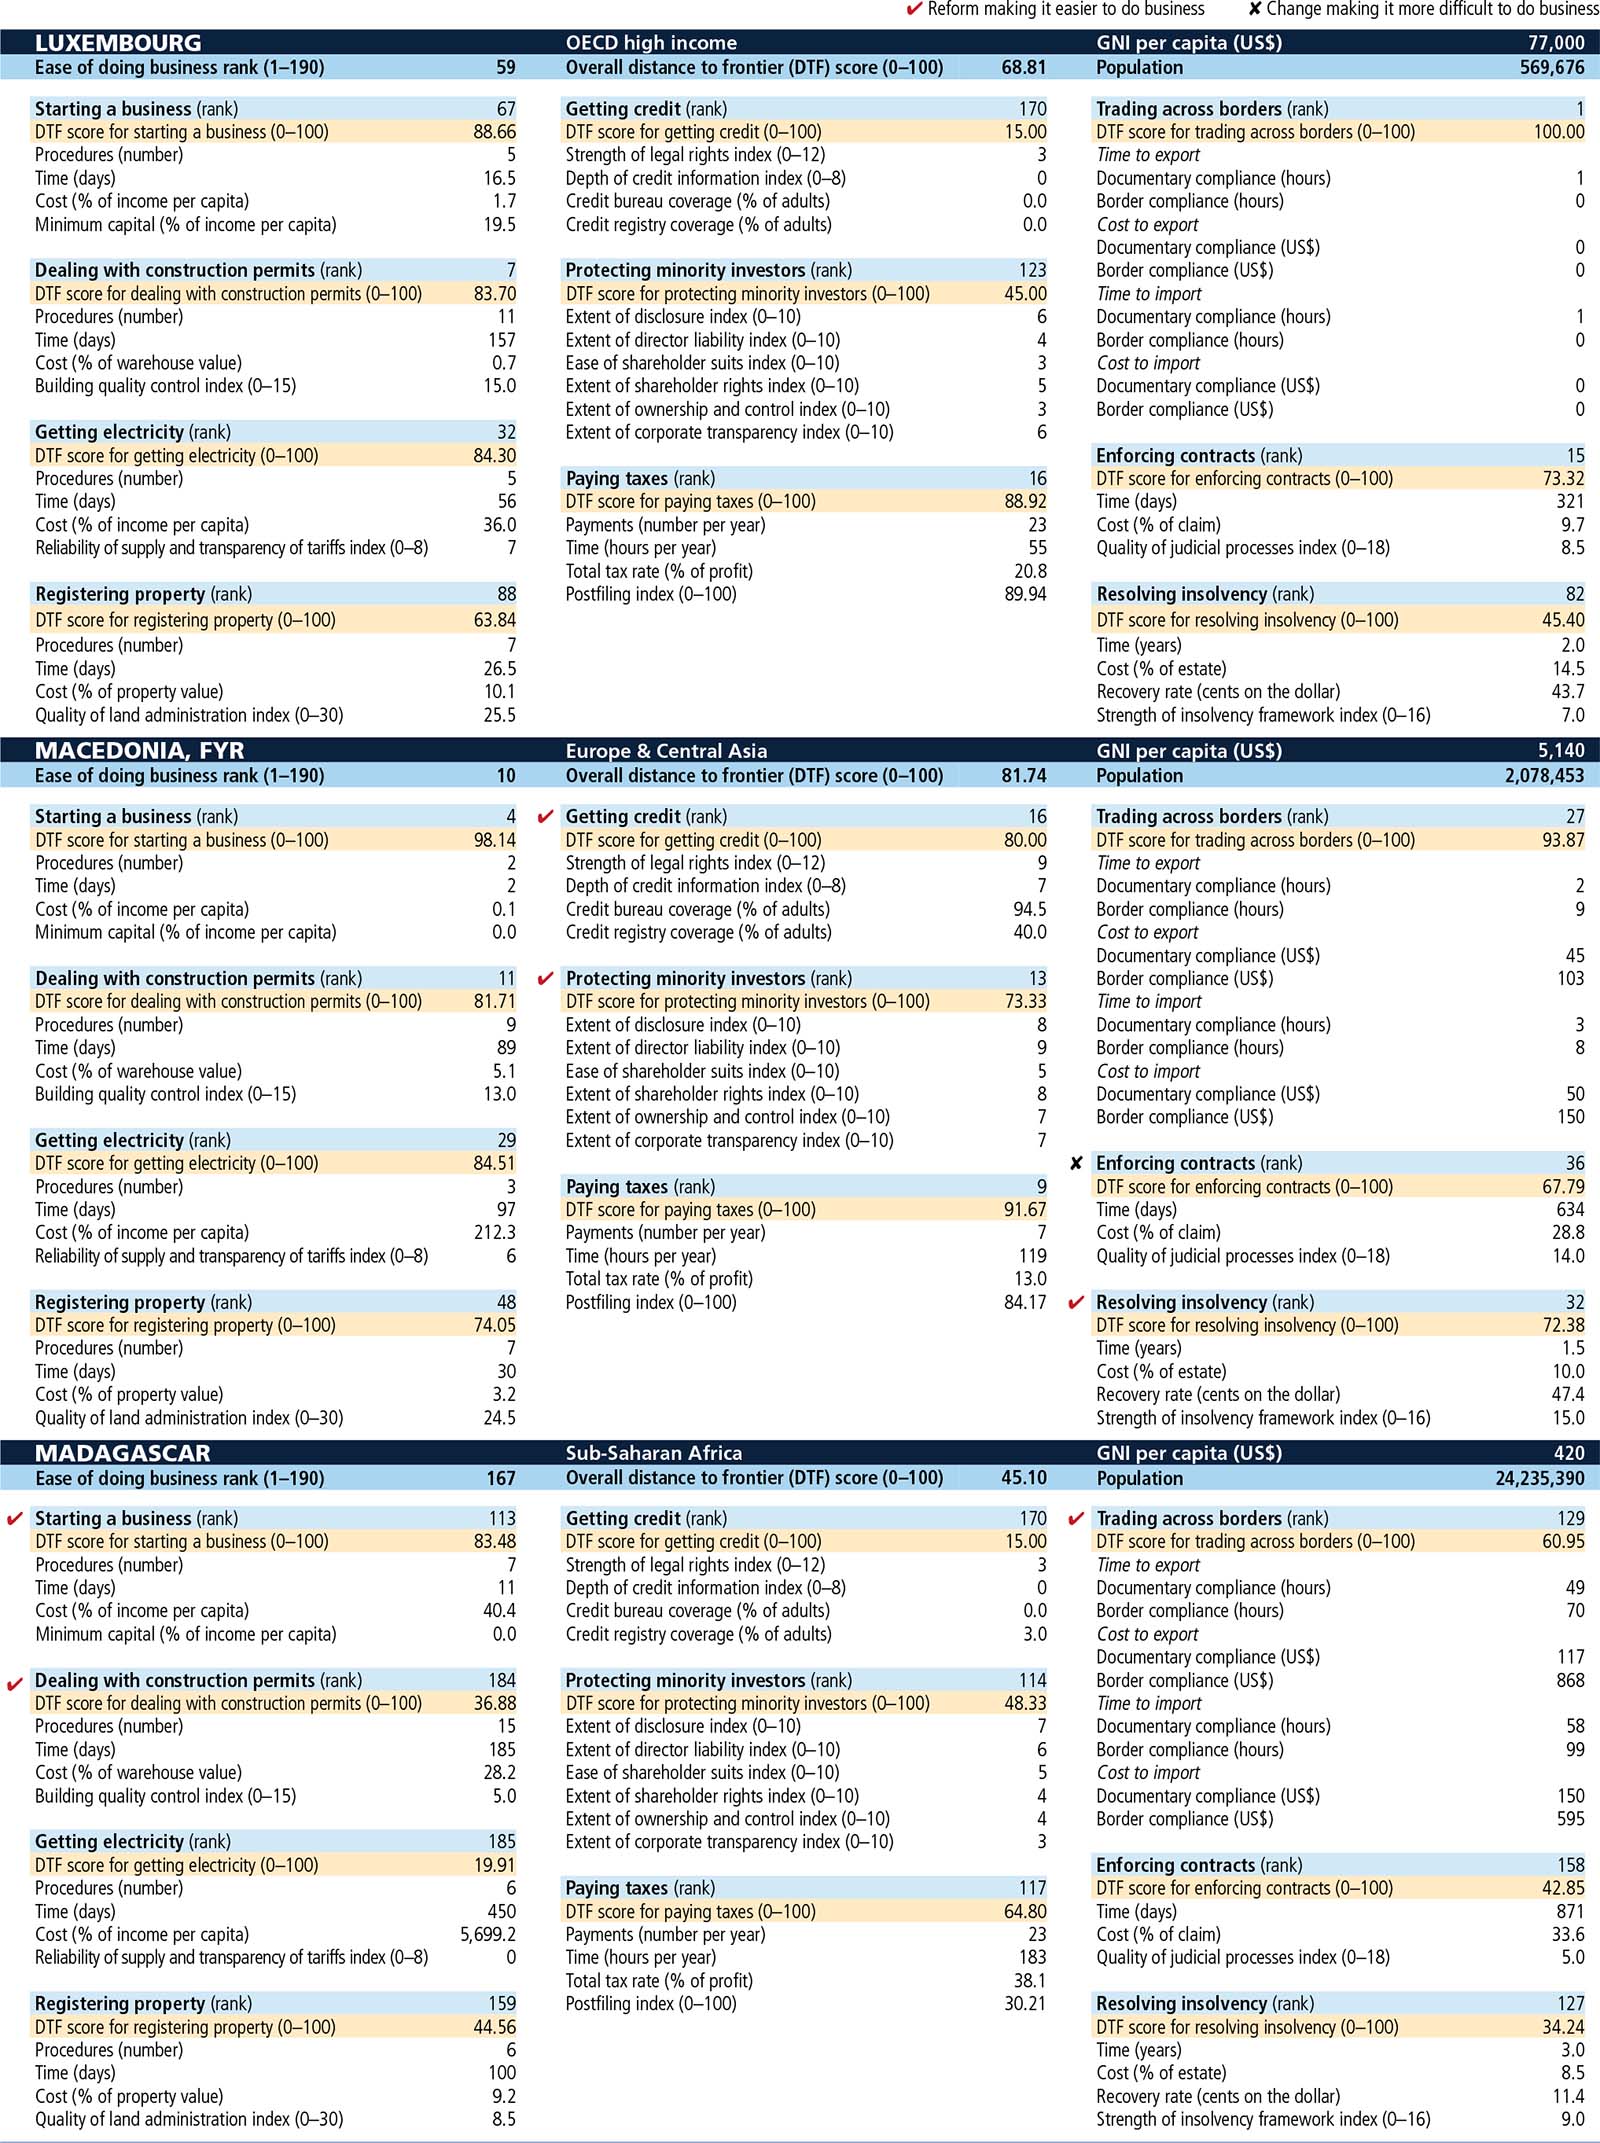 ✔ Reform making it easier to do business ✘ Change making it more difficult to do business
LUXEMBOURG OECD high income GNI per capita (US$) 77,000
Ease of doing business rank (1–190) 59 Overall distance to frontier (DTF) score (0–100) 68.81 Population 569,676
Starting a business (rank) 67
DTF score for starting a business (0–100) 88.66
Procedures (number) 5
Time (days) 16.5
Cost (% of income per capita) 1.7
Minimum capital (% of income per capita) 19.5
Dealing with construction permits (rank) 7
DTF score for dealing with construction permits (0–100) 83.70
Procedures (number) 11
Time (days) 157
Cost (% of warehouse value) 0.7
Building quality control index (0–15) 15.0
Getting electricity (rank) 32
DTF score for getting electricity (0–100) 84.30
Procedures (number) 5
Time (days) 56
Cost (% of income per capita) 36.0
Reliability of supply and transparency of tariffs index (0–8) 7
Registering property (rank) 88
DTF score for registering property (0–100) 63.84
Procedures (number) 7
Time (days) 26.5
Cost (% of property value) 10.1
Quality of land administration index (0–30) 25.5
Getting credit (rank) 170
DTF score for getting credit (0–100) 15.00
Strength of legal rights index (0–12) 3
Depth of credit information index (0–8) 0
Credit bureau coverage (% of adults) 0.0
Credit registry coverage (% of adults) 0.0
Protecting minority investors (rank) 123
DTF score for protecting minority investors (0–100) 45.00
Extent of disclosure index (0–10) 6
Extent of director liability index (0–10) 4
Ease of shareholder suits index (0–10) 3
Extent of shareholder rights index (0–10) 5
Extent of ownership and control index (0–10) 3
Extent of corporate transparency index (0–10) 6
Paying taxes (rank) 16
DTF score for paying taxes (0–100) 88.92
Payments (number per year) 23
Time (hours per year) 55
Total tax rate (% of profit) 20.8
Postfiling index (0–100) 89.94
Trading across borders (rank) 1
DTF score for trading across borders (0–100) 100.00
Time to export
Documentary compliance (hours) 1
Border compliance (hours) 0
Cost to export
Documentary compliance (US$) 0
Border compliance (US$) 0
Time to import
Documentary compliance (hours) 1
Border compliance (hours) 0
Cost to import
Documentary compliance (US$) 0
Border compliance (US$) 0
Enforcing contracts (rank) 15
DTF score for enforcing contracts (0–100) 73.32
Time (days) 321
Cost (% of claim) 9.7
Quality of judicial processes index (0–18) 8.5
Resolving insolvency (rank) 82
DTF score for resolving insolvency (0–100) 45.40
Time (years) 2.0
Cost (% of estate) 14.5
Recovery rate (cents on the dollar) 43.7
Strength of insolvency framework index (0–16) 7.0
MACEDONIA, FYR Europe & Central Asia GNI per capita (US$) 5,140
Ease of doing business rank (1–190) 10 Overall distance to frontier (DTF) score (0–100) 81.74 Population 2,078,453
Starting a business (rank) 4
DTF score for starting a business (0–100) 98.14
Procedures (number) 2
Time (days) 2
Cost (% of income per capita) 0.1
Minimum capital (% of income per capita) 0.0
Dealing with construction permits (rank) 11
DTF score for dealing with construction permits (0–100) 81.71
Procedures (number) 9
Time (days) 89
Cost (% of warehouse value) 5.1
Building quality control index (0–15) 13.0
Getting electricity (rank) 29
DTF score for getting electricity (0–100) 84.51
Procedures (number) 3
Time (days) 97
Cost (% of income per capita) 212.3
Reliability of supply and transparency of tariffs index (0–8) 6
Registering property (rank) 48
DTF score for registering property (0–100) 74.05
Procedures (number) 7
Time (days) 30
Cost (% of property value) 3.2
Quality of land administration index (0–30) 24.5
✔ Getting credit (rank) 16
DTF score for getting credit (0–100) 80.00
Strength of legal rights index (0–12) 9
Depth of credit information index (0–8) 7
Credit bureau coverage (% of adults) 94.5
Credit registry coverage (% of adults) 40.0
✔ Protecting minority investors (rank) 13
DTF score for protecting minority investors (0–100) 73.33
Extent of disclosure index (0–10) 8
Extent of director liability index (0–10) 9
Ease of shareholder suits index (0–10) 5
Extent of shareholder rights index (0–10) 8
Extent of ownership and control index (0–10) 7
Extent of corporate transparency index (0–10) 7
Paying taxes (rank) 9
DTF score for paying taxes (0–100) 91.67
Payments (number per year) 7
Time (hours per year) 119
Total tax rate (% of profit) 13.0
Postfiling index (0–100) 84.17
Trading across borders (rank) 27
DTF score for trading across borders (0–100) 93.87
Time to export
Documentary compliance (hours) 2
Border compliance (hours) 9
Cost to export
Documentary compliance (US$) 45
Border compliance (US$) 103
Time to import
Documentary compliance (hours) 3
Border compliance (hours) 8
Cost to import
Documentary compliance (US$) 50
Border compliance (US$) 150
✘ Enforcing contracts (rank) 36
DTF score for enforcing contracts (0–100) 67.79
Time (days) 634
Cost (% of claim) 28.8
Quality of judicial processes index (0–18) 14.0
✔ Resolving insolvency (rank) 32
DTF score for resolving insolvency (0–100) 72.38
Time (years) 1.5
Cost (% of estate) 10.0
Recovery rate (cents on the dollar) 47.4
Strength of insolvency framework index (0–16) 15.0
MADAGASCAR Sub-Saharan Africa GNI per capita (US$) 420
Ease of doing business rank (1–190) 167 Overall distance to frontier (DTF) score (0–100) 45.10 Population 24,235,390
✔ Starting a business (rank) 113
DTF score for starting a business (0–100) 83.48
Procedures (number) 7
Time (days) 11
Cost (% of income per capita) 40.4
Minimum capital (% of income per capita) 0.0
✔ Dealing with construction permits (rank) 184
DTF score for dealing with construction permits (0–100) 36.88
Procedures (number) 15
Time (days) 185
Cost (% of warehouse value) 28.2
Building quality control index (0–15) 5.0
Getting electricity (rank) 185
DTF score for getting electricity (0–100) 19.91
Procedures (number) 6
Time (days) 450
Cost (% of income per capita) 5,699.2
Reliability of supply and transparency of tariffs index (0–8) 0
Registering property (rank) 159
DTF score for registering property (0–100) 44.56
Procedures (number) 6
Time (days) 100
Cost (% of property value) 9.2
Quality of land administration index (0–30) 8.5
Getting credit (rank) 170
DTF score for getting credit (0–100) 15.00
Strength of legal rights index (0–12) 3
Depth of credit information index (0–8) 0
Credit bureau coverage (% of adults) 0.0
Credit registry coverage (% of adults) 3.0
Protecting minority investors (rank) 114
DTF score for protecting minority investors (0–100) 48.33
Extent of disclosure index (0–10) 7
Extent of director liability index (0–10) 6
Ease of shareholder suits index (0–10) 5
Extent of shareholder rights index (0–10) 4
Extent of ownership and control index (0–10) 4
Extent of corporate transparency index (0–10) 3
Paying taxes (rank) 117
DTF score for paying taxes (0–100) 64.80
Payments (number per year) 23
Time (hours per year) 183
Total tax rate (% of profit) 38.1
Postfiling index (0–100) 30.21
✔ Trading across borders (rank) 129
DTF score for trading across borders (0–100) 60.95
Time to export
Documentary compliance (hours) 49
Border compliance (hours) 70
Cost to export
Documentary compliance (US$) 117
Border compliance (US$) 868
Time to import
Documentary compliance (hours) 58
Border compliance (hours) 99
Cost to import
Documentary compliance (US$) 150
Border compliance (US$) 595
Enforcing contracts (rank) 158
DTF score for enforcing contracts (0–100) 42.85
Time (days) 871
Cost (% of claim) 33.6
Quality of judicial processes index (0–18) 5.0
Resolving insolvency (rank) 127
DTF score for resolving insolvency (0–100) 34.24
Time (years) 3.0
Cost (% of estate) 8.5
Recovery rate (cents on the dollar) 11.4
Strength of insolvency framework index (0–16) 9.0